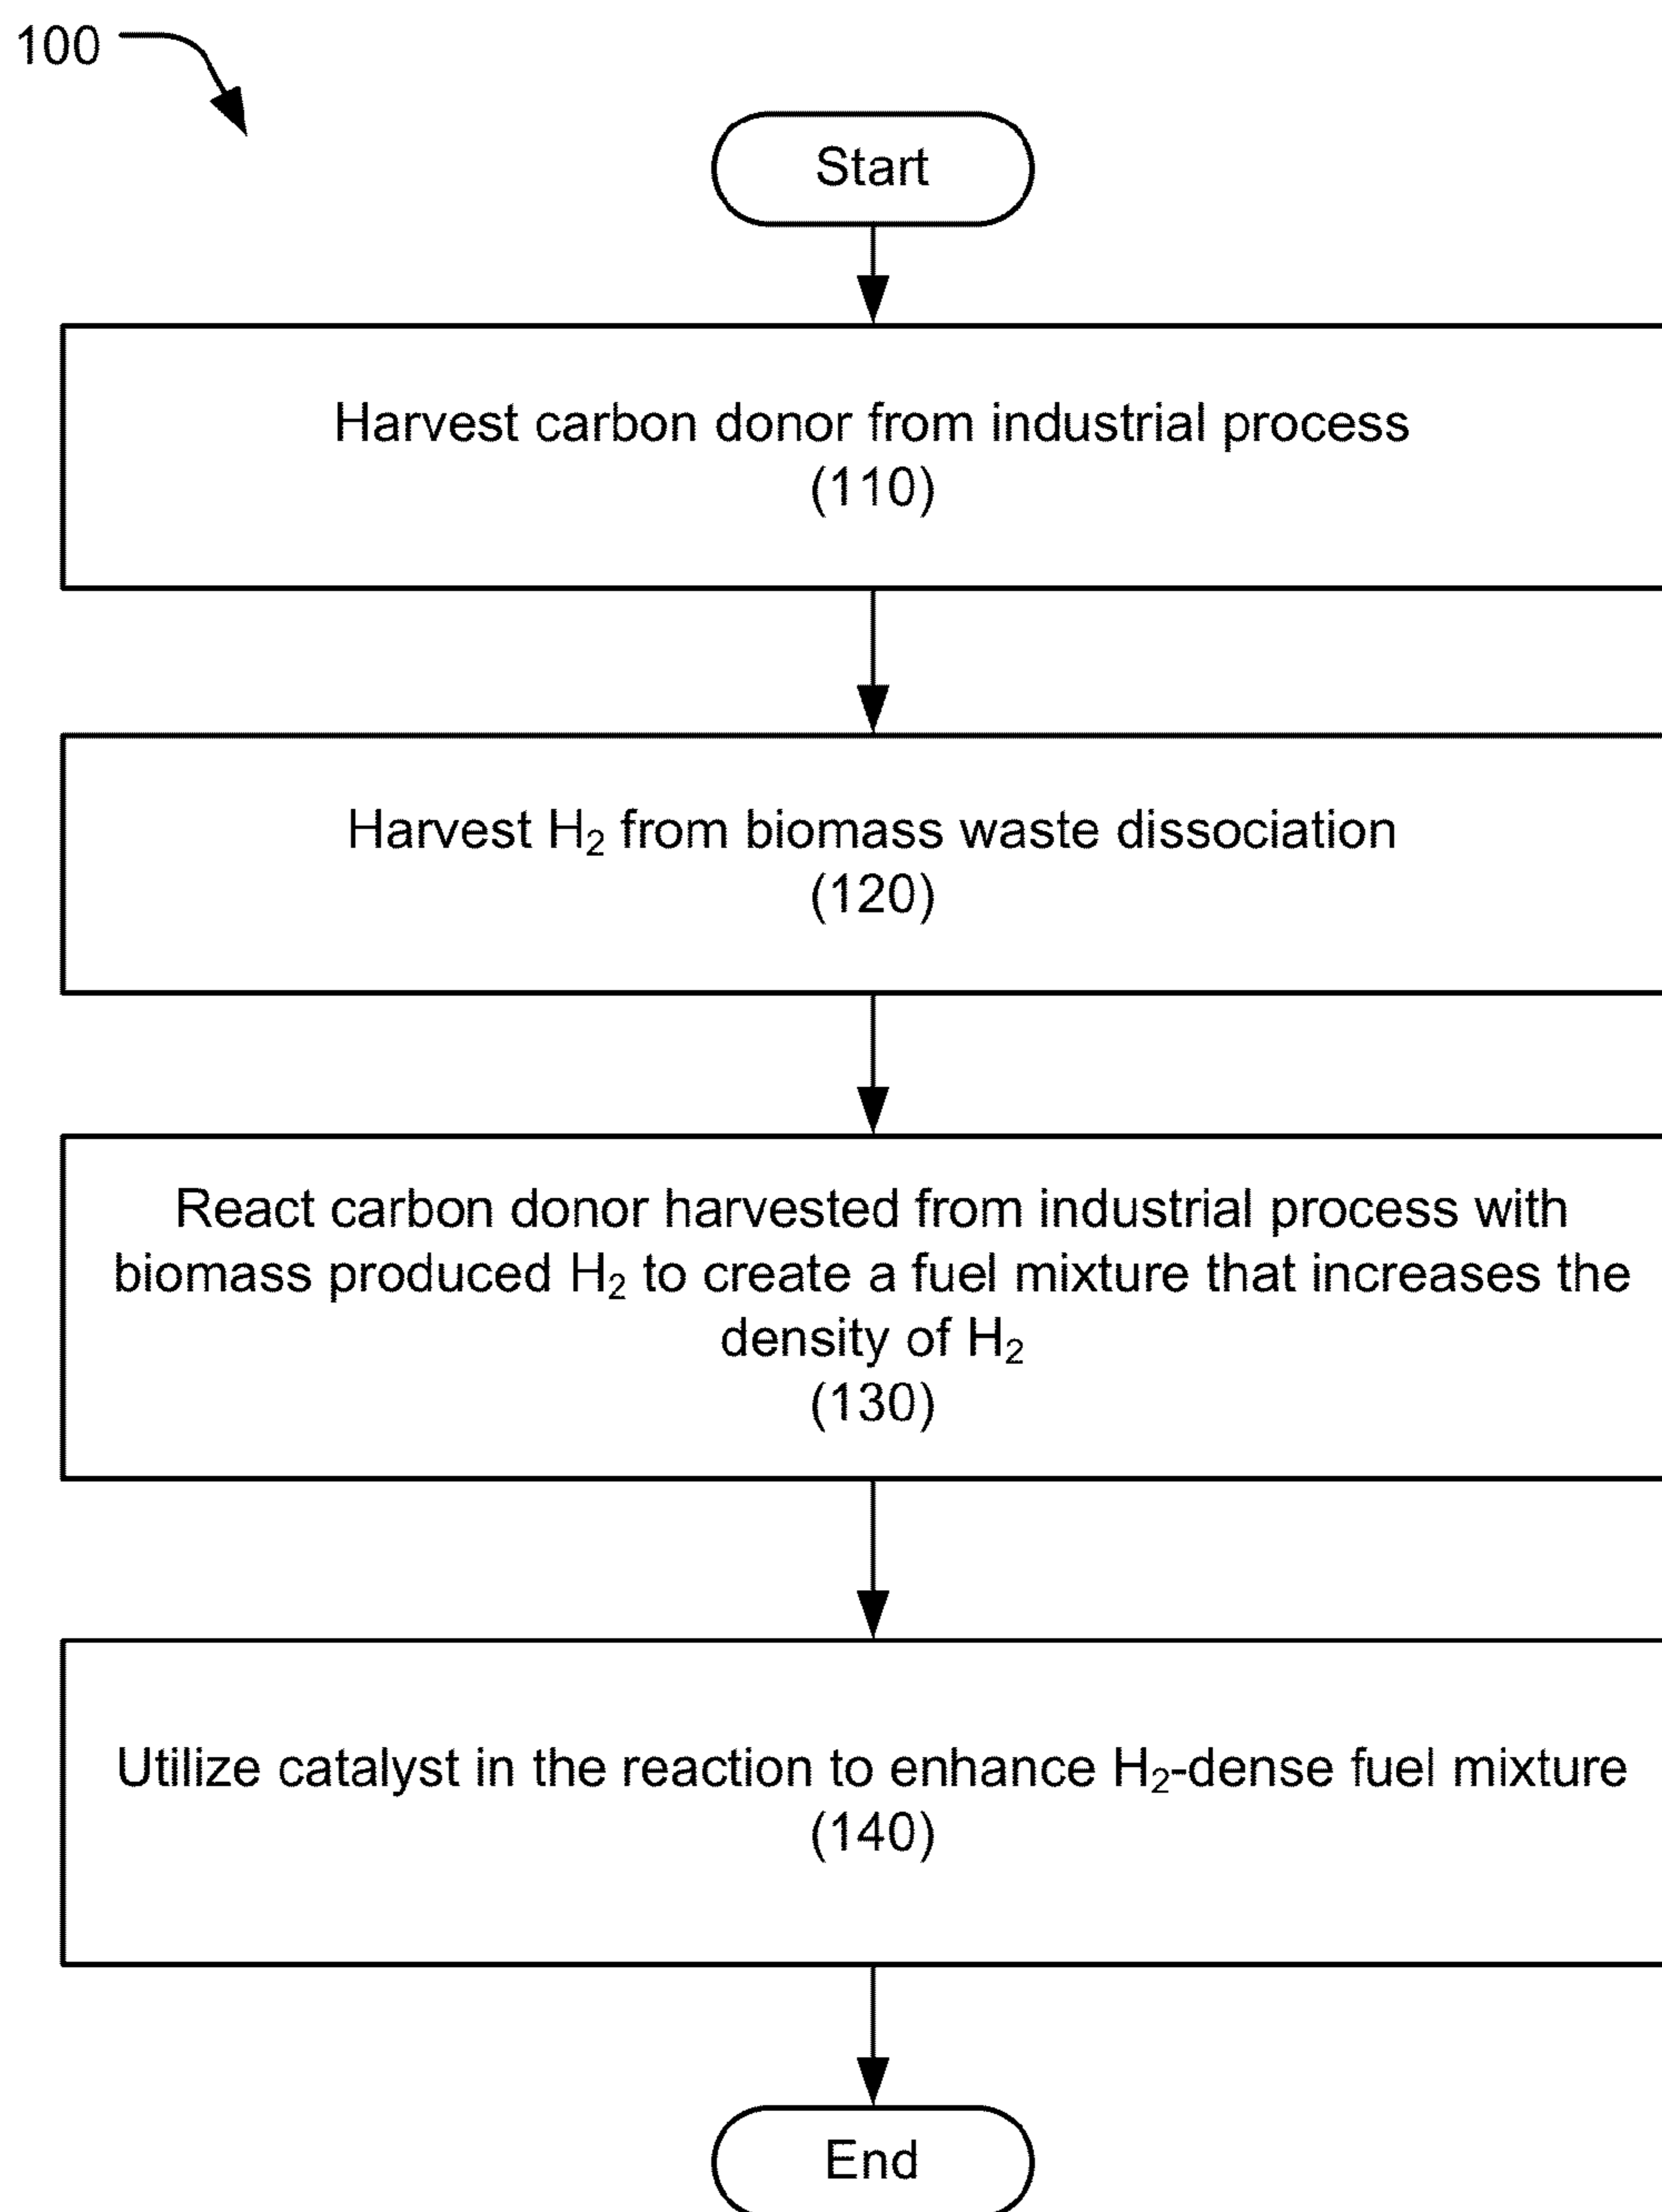 100
Start
Harvest carbon donor from industrial process
(110)
Harvest H₂ from biomass waste dissociation
(120)
React carbon donor harvested from industrial process with
biomass produced H₂ to create a fuel mixture that increases the
density of H₂
(130)
Utilize catalyst in the reaction to enhance H₂-dense fuel mixture
(140)
End